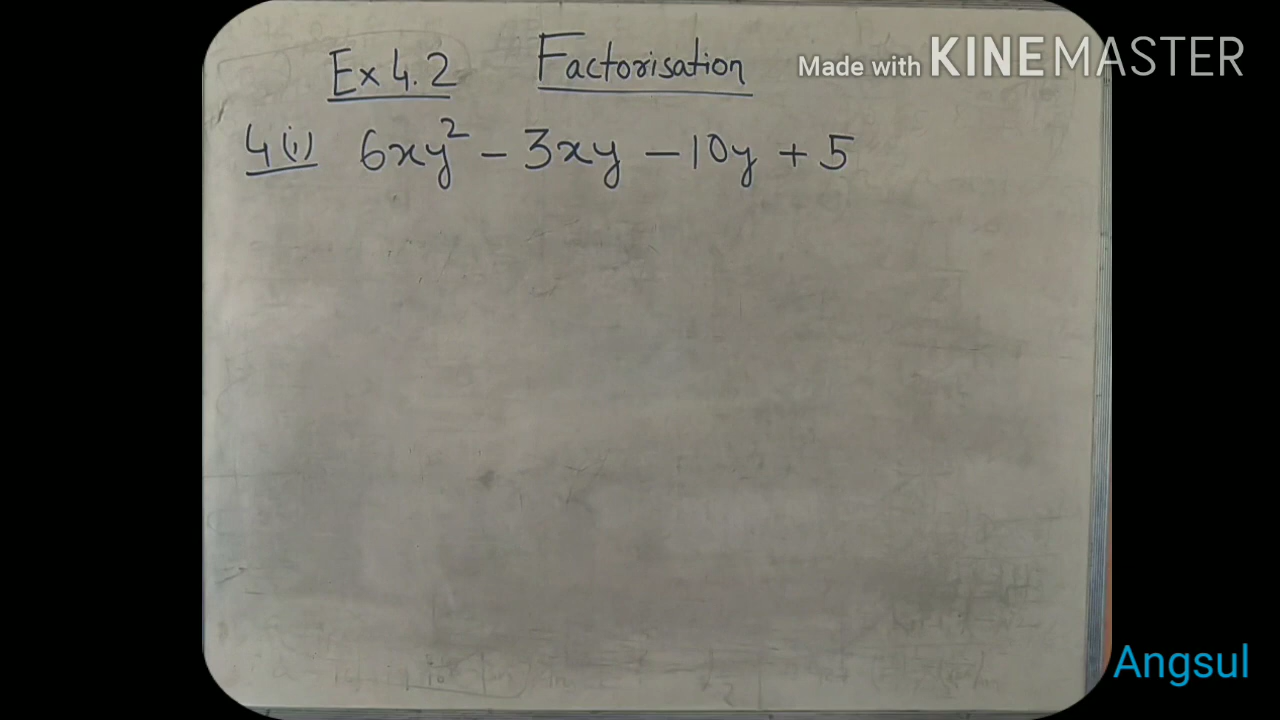 Ex 4.2 Factorisation
Made with KINEMASTER
4(i) 6xy² - 3xy - 10y + 5
Angsul